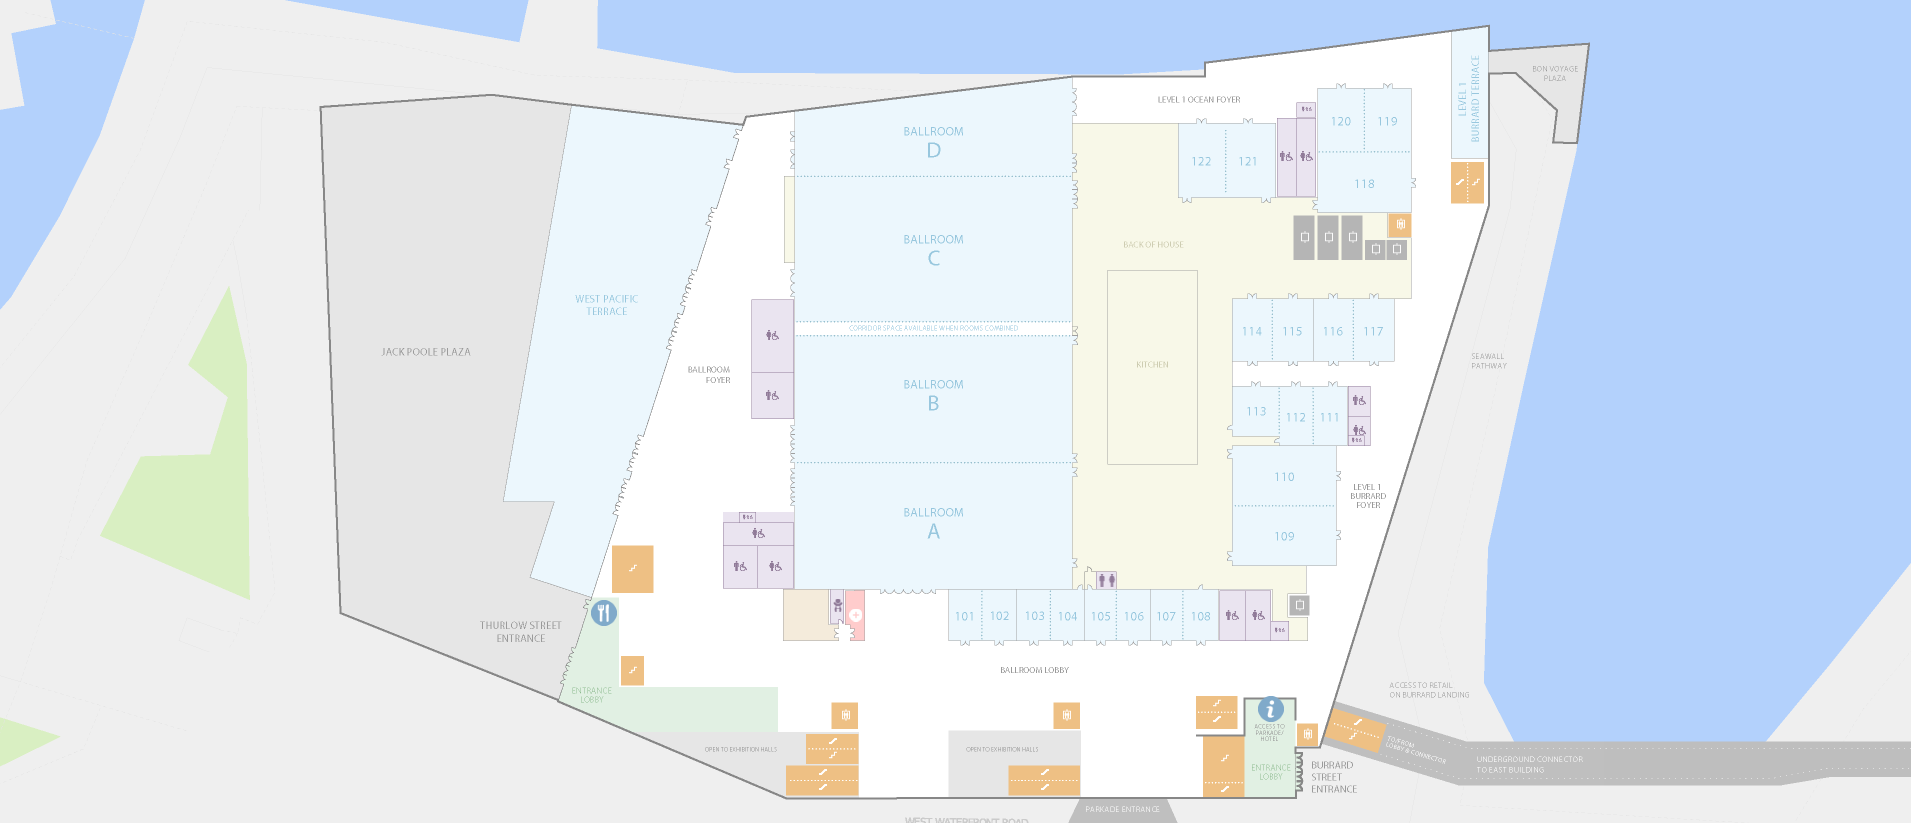 BON VOYAGE
PLAZA
LEVEL 1
BURRARD TERRACE
LEVEL 1 OCEAN FOYER
120
119
118
122
121
BALLROOM
D
BALLROOM
C
BACK OF HOUSE
WEST PACIFIC
TERRACE
CORRIDOR SPACE AVAILABLE WHEN ROOMS COMBINED
114
115
116
117
JACK POOLE PLAZA
BALLROOM
FOYER
KITCHEN
SEAWALL
PATHWAY
BALLROOM
B
113
112
111
110
LEVEL 1
BURRARD
FOYER
BALLROOM
A
109
THURLOW STREET
ENTRANCE
101
102
103
104
105
106
107
108
BALLROOM LOBBY
ENTRANCE
LOBBY
ACCESS TO RETAIL
ON BURRARD LANDING
i
ACCESS TO
PARKADE/
HOTEL
OPEN TO EXHIBITION HALLS
OPEN TO EXHIBITION HALLS
TO/FROM
LOBBY & CONNECTOR
ENTRANCE
LOBBY
BURRARD
STREET
ENTRANCE
UNDERGROUND CONNECTOR
TO EAST BUILDING
PARKADE ENTRANCE
WEST WATERFRONT ROAD